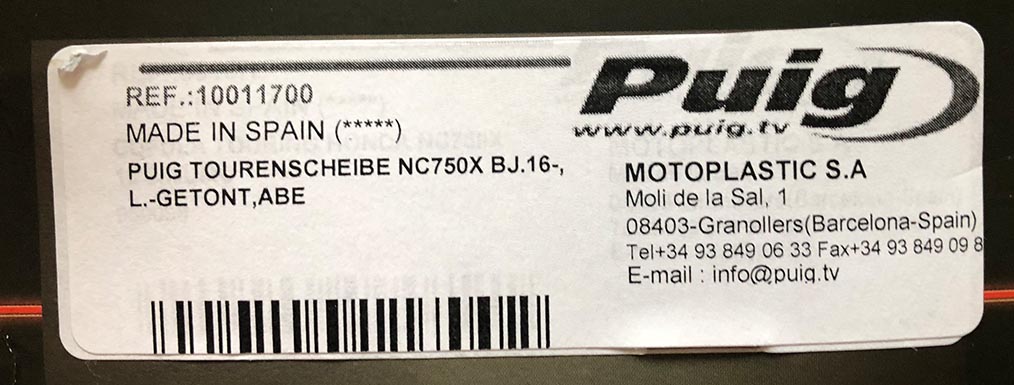 REF.:10011700
MADE IN SPAIN (*****)
PUIG TOURENSCHEIBE NC750X BJ.16-,
L.-GETONT,ABE
Puig
www.puig.tv
MOTOPLASTIC S.A
Moli de la Sal, 1
08403-Granollers(Barcelona-Spain)
Tel+34 93 849 06 33 Fax+34 93 849 09 8
E-mail : info@puig.tv